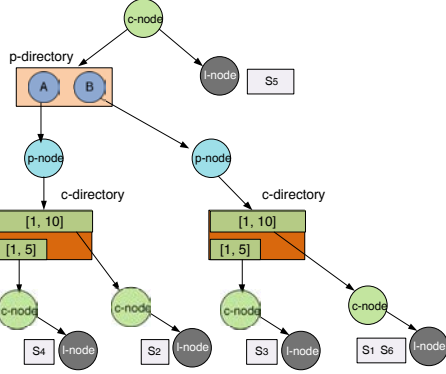 c-node
p-directory
l-node
S5
A
B
p-node
p-node
c-directory
c-directory
[1, 10]
[1, 10]
[1, 5]
[1, 5]
c-node
c-node
c-node
c-node
S4
l-node
S2
l-node
S3
l-node
S1 S6
l-node